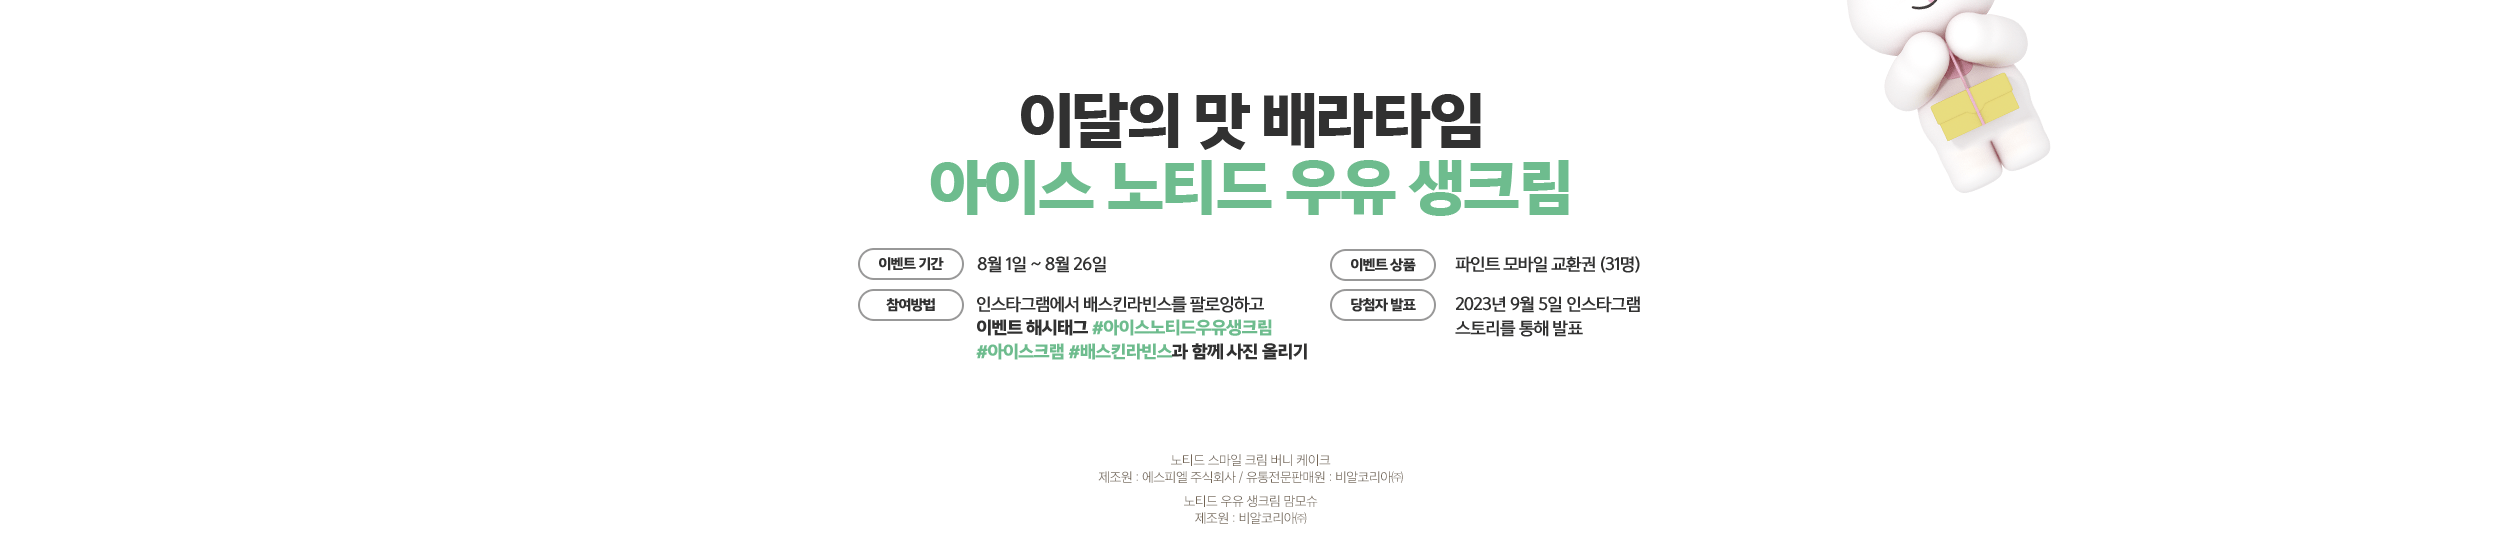 이달의 맛 배라타임
아이스 노티드 우유 생크림
이벤트 기간
8월 1일 ~ 8월 26일
참여방법
인스타그램에서 배스킨라빈스를 팔로잉하고
이벤트 해시태그 #아이스노티드우유생크림
#아이스크램 #배스킨라빈스과 함께 사진 올리기
이벤트 상품
파인트 모바일 교환권 (31명)
당첨자 발표
2023년 9월 5일 인스타그램
스토리를 통해 발표
노티드 스마일 크림 버니 케이크
제조원 : 에스피엘 주식회사 / 유통전문판매원 : 비알코리아㈜
노티드 우유 생크림 맘모슈
제조원 : 비알코리아㈜